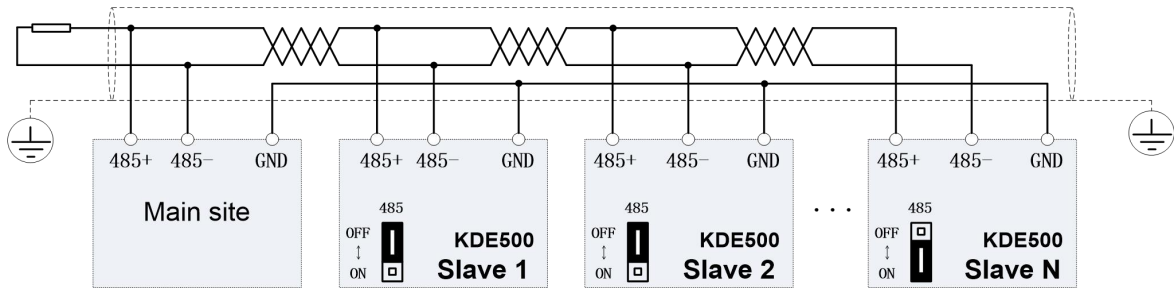 485+ 485- GND
Main site
485+ 485- GND
485
OFF
↕
ON
KDE500
Slave 1
485+ 485- GND
485
OFF
↕
ON
KDE500
Slave 2
· · ·
485+ 485- GND
485
OFF
↕
ON
KDE500
Slave N